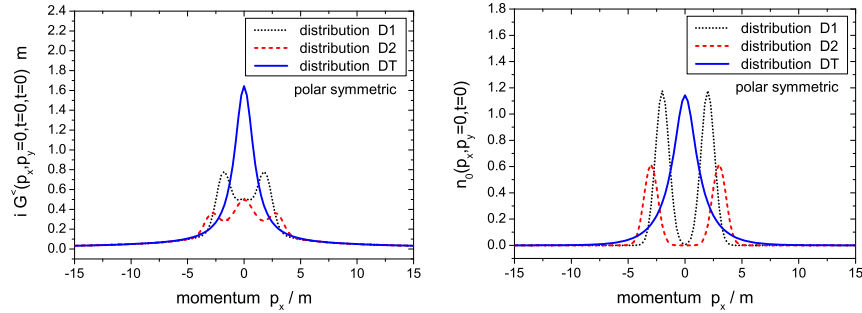 i G<(px,py=0,t=0,t=0) m
2.4
2.2
2.0
1.8
1.6
1.4
1.2
1.0
0.8
0.6
0.4
0.2
0.0
distribution D1
distribution D2
distribution DT
polar symmetric
-15 -10 -5 0 5 10 15
momentum px / m
n0(px,py=0,t=0)
1.8
1.6
1.4
1.2
1.0
0.8
0.6
0.4
0.2
0.0
distribution D1
distribution D2
distribution DT
polar symmetric
-15 -10 -5 0 5 10 15
momentum px / m